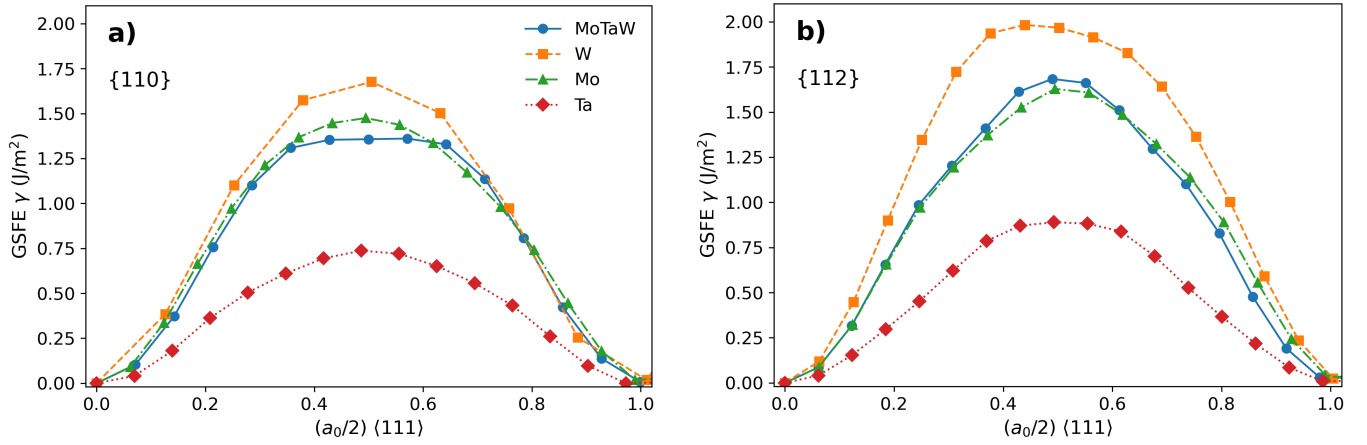 a)
{110}
MoTaW
W
Mo
Ta
2.00
1.75
1.50
1.25
1.00
0.75
0.50
0.25
0.00
GSFE γ (J/m²)
0.0 0.2 0.4 0.6 0.8 1.0
(a₀/2) ⟨111⟩
b)
{112}
2.00
1.75
1.50
1.25
1.00
0.75
0.50
0.25
0.00
GSFE γ (J/m²)
0.0 0.2 0.4 0.6 0.8 1.0
(a₀/2) ⟨111⟩